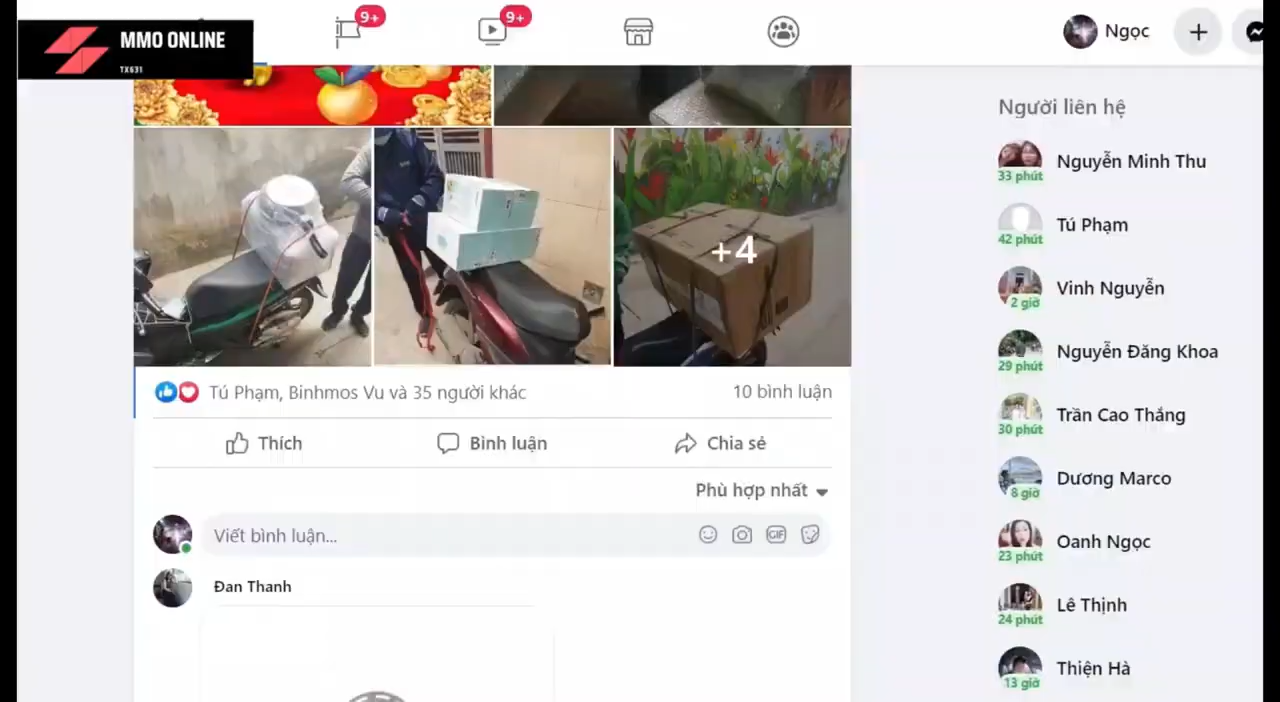 MMO ONLINE
TX631
9+
9+
Ngọc
Người liên hệ
Nguyễn Minh Thu
33 phút
Tú Phạm
42 phút
Vinh Nguyễn
2 giờ
Nguyễn Đăng Khoa
29 phút
Trần Cao Thắng
30 phút
Dương Marco
8 giờ
Oanh Ngọc
23 phút
Lê Thịnh
24 phút
Thiện Hà
13 giờ
+4
Tú Phạm, Binhmos Vu và 35 người khác
10 bình luận
Thích
Bình luận
Chia sẻ
Phù hợp nhất
Viết bình luận...
GIF
Đan Thanh